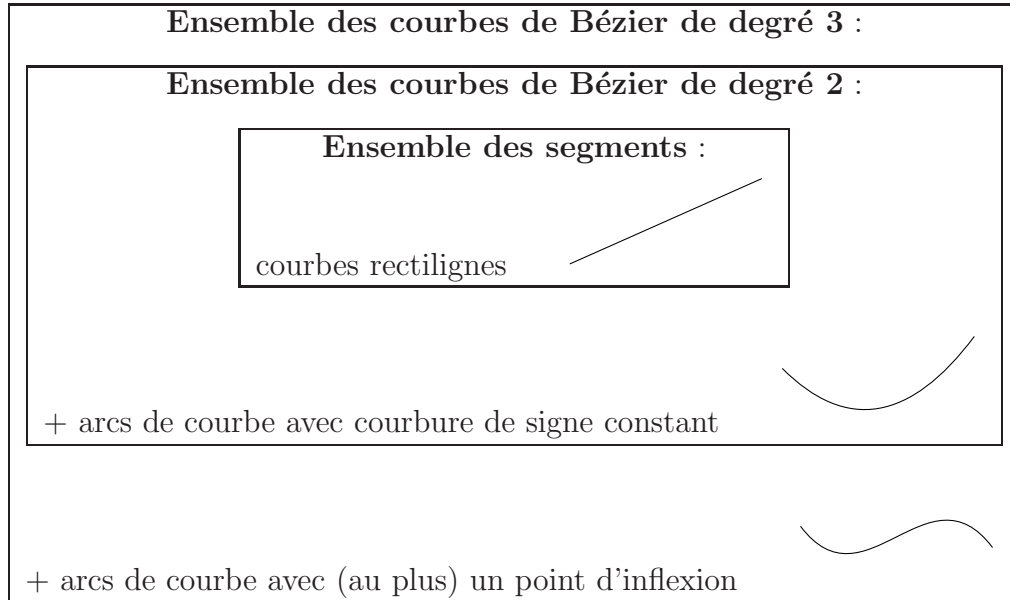 Ensemble des courbes de Bézier de degré 3 :
Ensemble des courbes de Bézier de degré 2 :
Ensemble des segments :
courbes rectilignes
+ arcs de courbe avec courbure de signe constant
+ arcs de courbe avec (au plus) un point d'inflexion